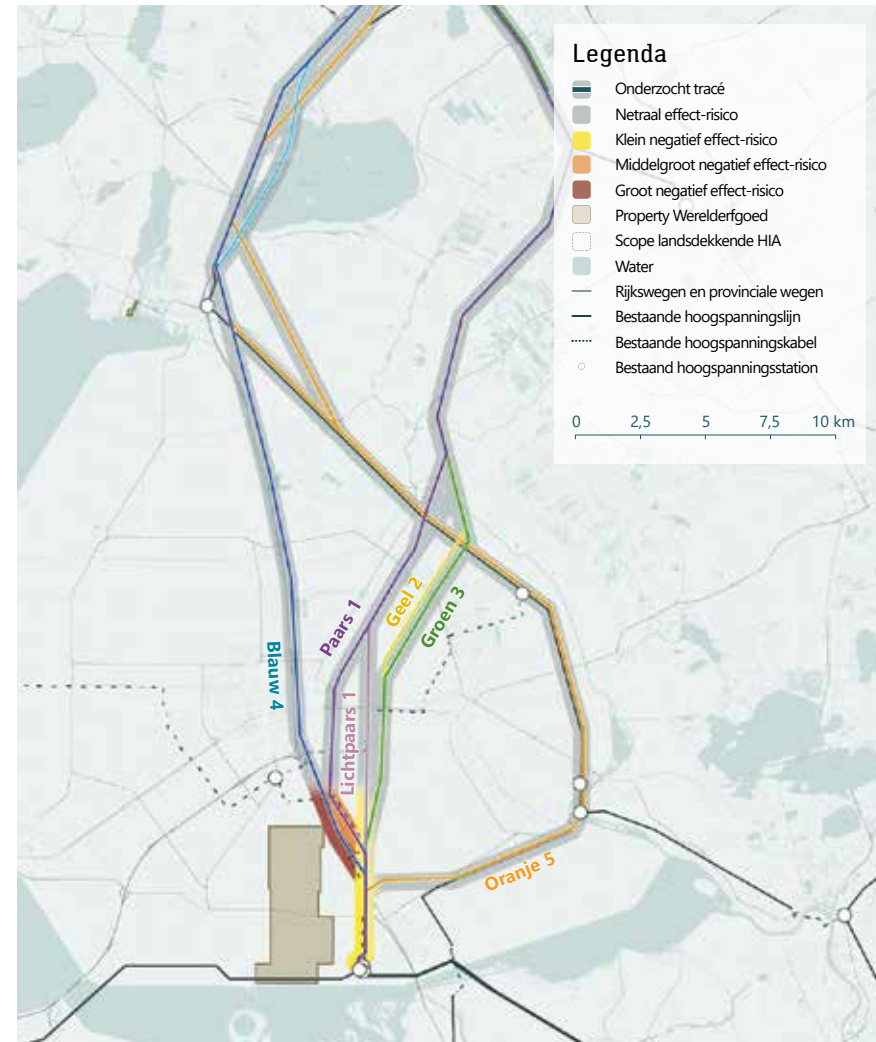 Legenda
Onderzocht tracé
Netraal effect-risico
Klein negatief effect-risico
Middelgroot negatief effect-risico
Groot negatief effect-risico
Property Werelderfgoed
Scope landsdekkende HIA
Water
Rijkswegen en provinciale wegen
Bestaande hoogspanningslijn
Bestaande hoogspanningskabel
Bestaand hoogspanningsstation
0 2,5 5 7,5 10 km
Paars 1
Geel 2
Groen 3
Blauw 4
Lichtpaars 1
Oranje 5